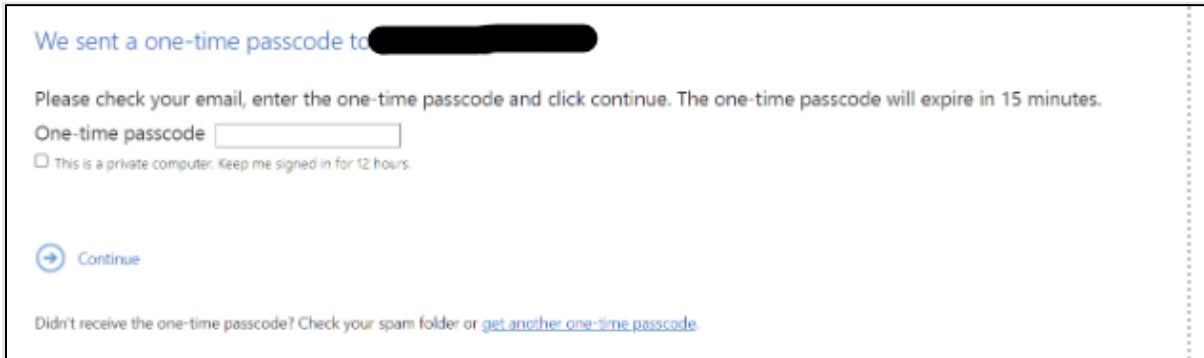 We sent a one-time passcode to
Please check your email, enter the one-time passcode and click continue. The one-time passcode will expire in 15 minutes.
One-time passcode
This is a private computer. Keep me signed in for 12 hours.
Continue
Didn't receive the one-time passcode? Check your spam folder or get another one-time passcode.